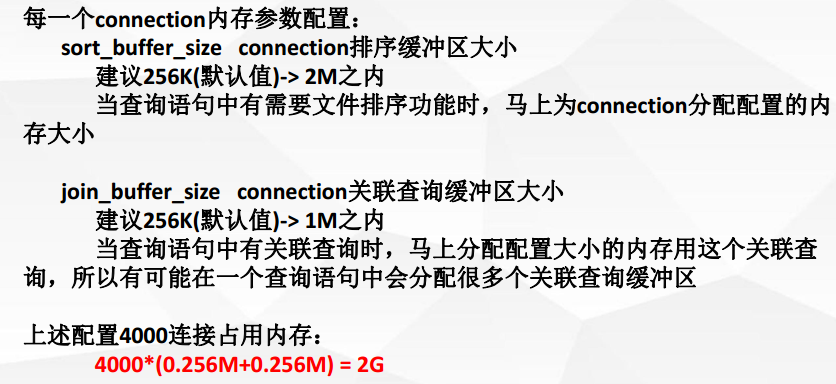 每一个connection内存参数配置：
sort_buffer_size connection排序缓冲区大小
建议256K(默认值)-> 2M之内
当查询语句中有需要文件排序功能时，马上为connection分配配置的内
存大小
join_buffer_size connection关联查询缓冲区大小
建议256K(默认值)-> 1M之内
当查询语句中有关联查询时，马上分配配置大小的内存用这个关联查
询，所以有可能在一个查询语句中会分配很多个关联查询缓冲区
上述配置4000连接占用内存：
4000*(0.256M+0.256M) = 2G